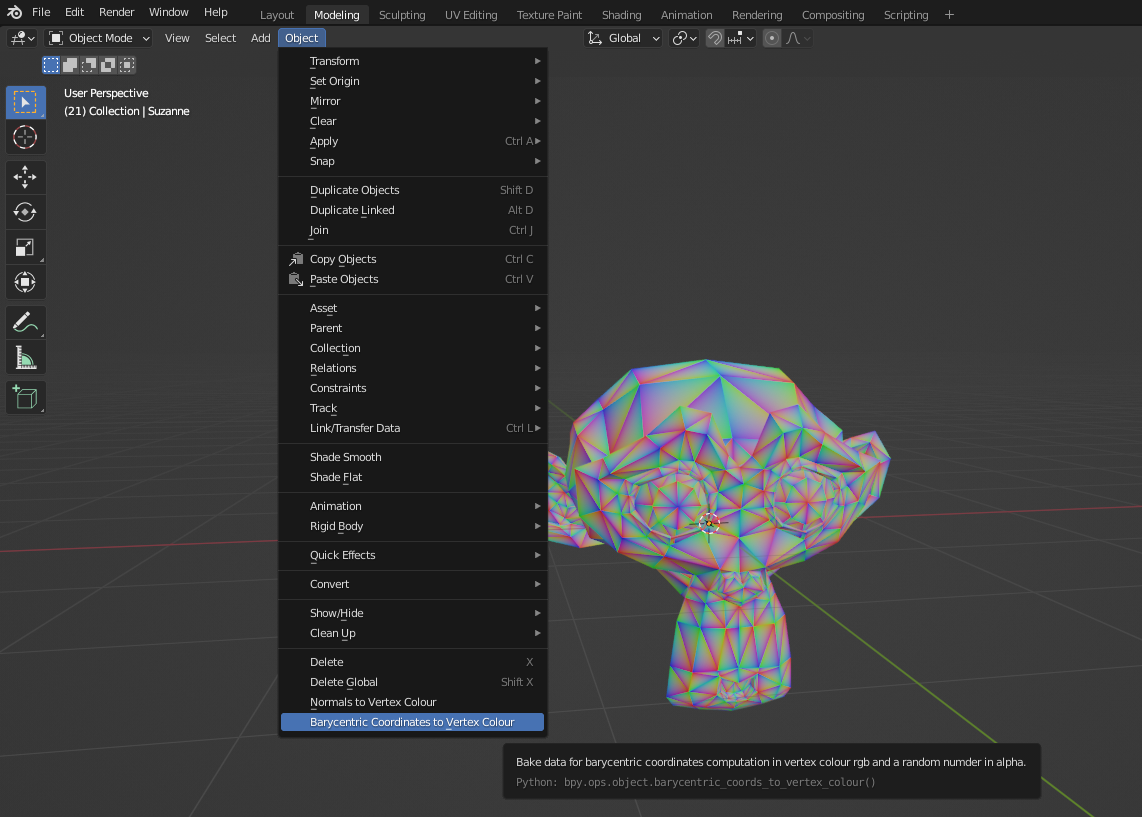 File Edit Render Window Help Layout Modeling Sculpting UV Editing Texture Paint Shading Animation Rendering Compositing Scripting +
Object Mode View Select Add Object Global
User Perspective
(21) Collection | Suzanne
Transform
Set Origin
Mirror
Clear
Apply Ctrl A
Snap
Duplicate Objects Shift D
Duplicate Linked Alt D
Join Ctrl J
Copy Objects Ctrl C
Paste Objects Ctrl V
Asset
Parent
Collection
Relations
Constraints
Track
Link/Transfer Data Ctrl L
Shade Smooth
Shade Flat
Animation
Rigid Body
Quick Effects
Convert
Show/Hide
Clean Up
Delete X
Delete Global Shift X
Normals to Vertex Colour
Barycentric Coordinates to Vertex Colour
Bake data for barycentric coordinates computation in vertex colour rgb and a random numder in alpha.
Python: bpy.ops.object.barycentric_coords_to_vertex_colour()